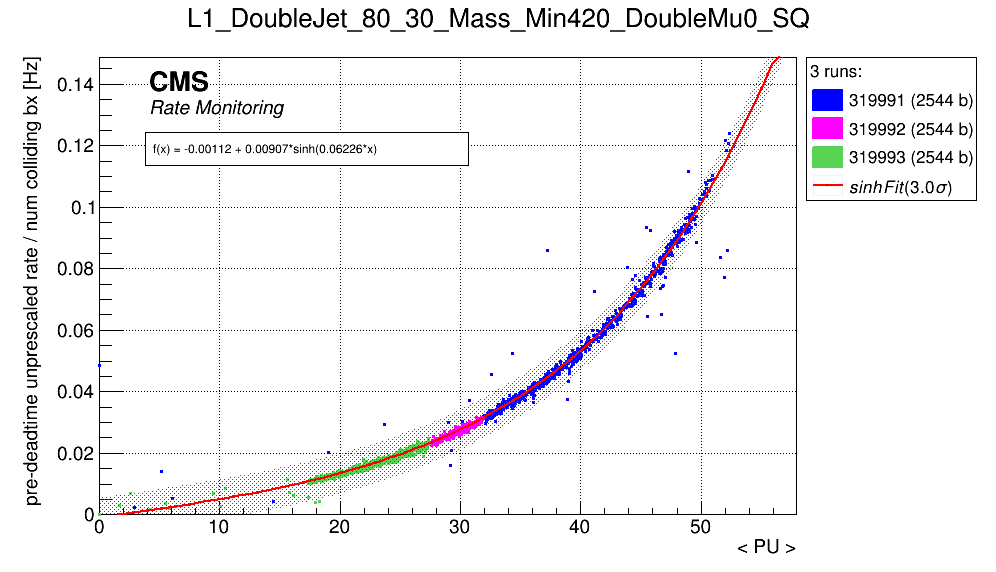 L1_DoubleJet_80_30_Mass_Min420_DoubleMu0_SQ
pre-deadtime unprescaled rate / num colliding bx [Hz]
0.14
0.12
0.1
0.08
0.06
0.04
0.02
0
CMS
Rate Monitoring
f(x) = -0.00112 + 0.00907*sinh(0.06226*x)
3 runs:
319991 (2544 b)
319992 (2544 b)
319993 (2544 b)
sinhFit(3.0σ)
0 10 20 30 40 50
< PU >